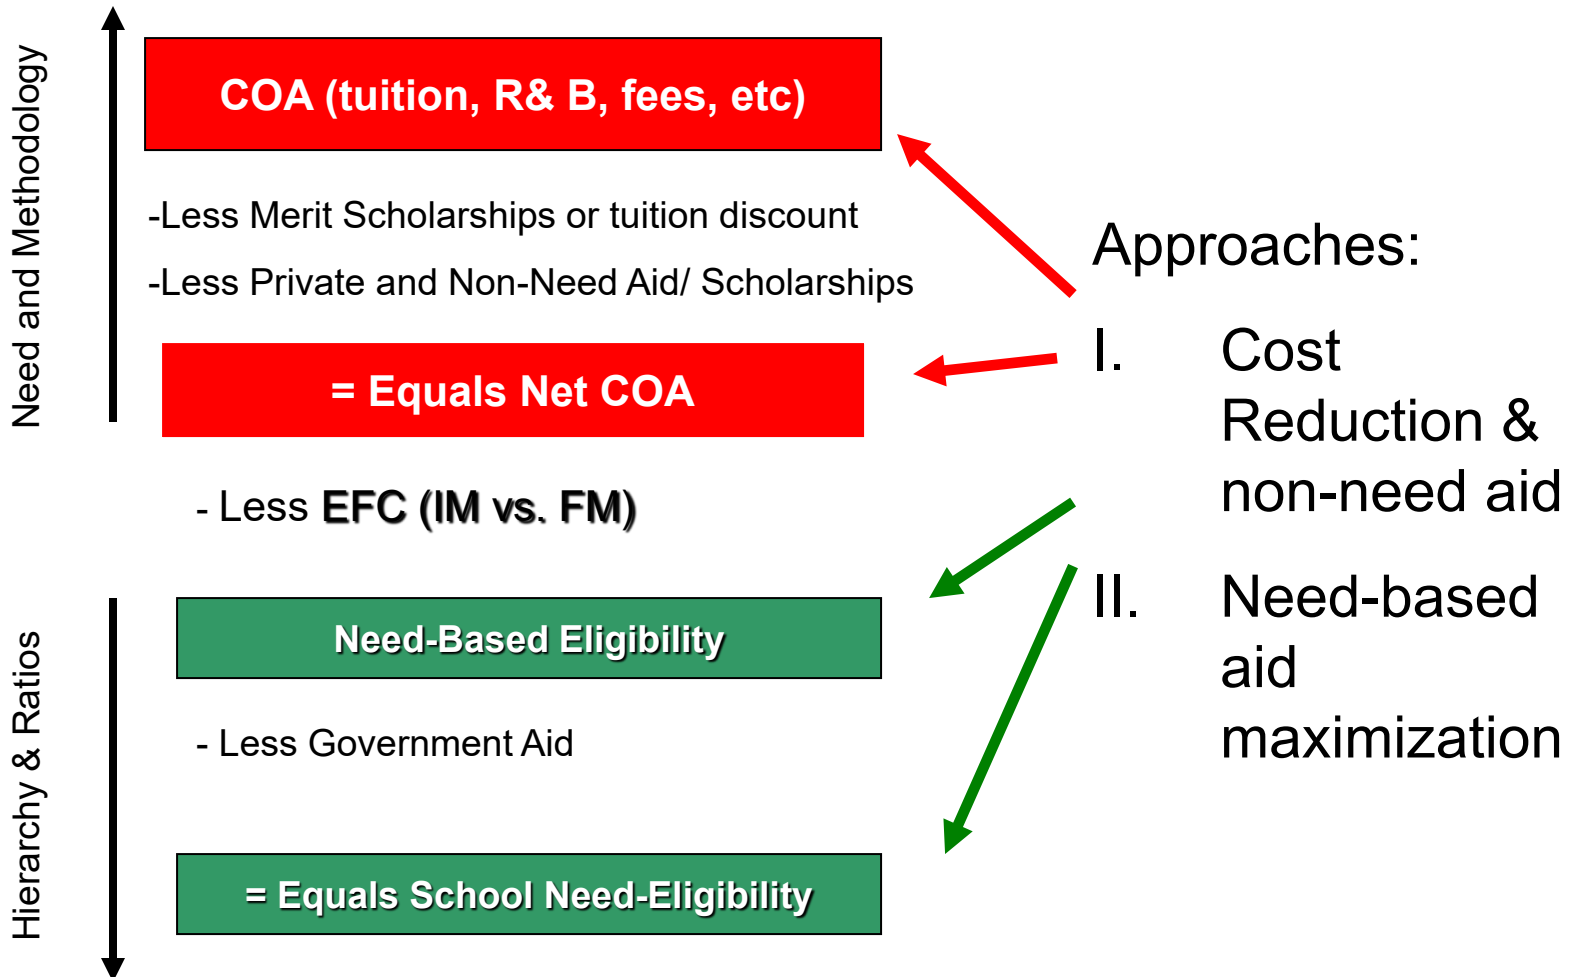 Need and Methodology
COA (tuition, R& B, fees, etc)
-Less Merit Scholarships or tuition discount
-Less Private and Non-Need Aid/ Scholarships
= Equals Net COA
- Less EFC (IM vs. FM)
Hierarchy & Ratios
Need-Based Eligibility
- Less Government Aid
= Equals School Need-Eligibility
Approaches:
I. Cost
Reduction &
non-need aid
II. Need-based
aid
maximization